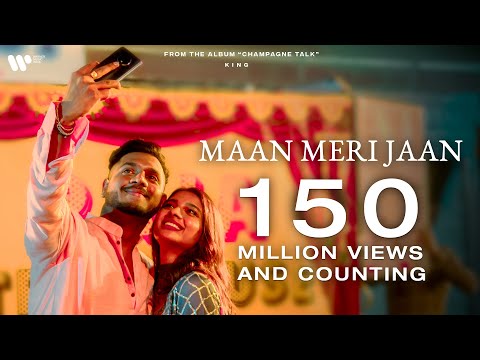 FROM THE ALBUM "CHAMPAGNE TALK"
KING
MAAN MERI JAAN
150
MILLION VIEWS
AND COUNTING